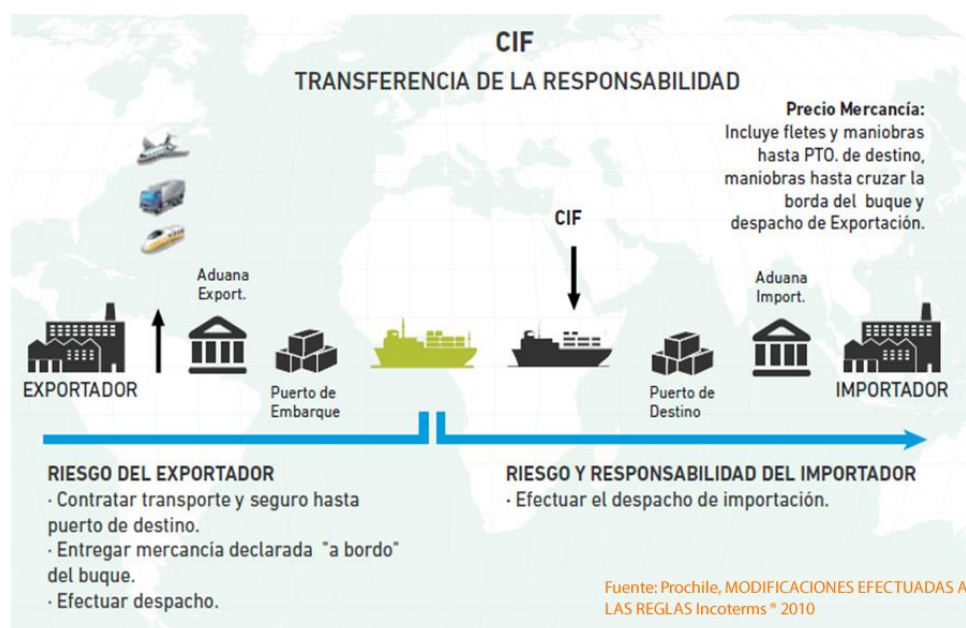 CIF
TRANSFERENCIA DE LA RESPONSABILIDAD
Precio Mercancía:
Incluye fletes y maniobras
hasta PTO. de destino,
maniobras hasta cruzar la
borda del buque y
despacho de Exportación.
CIF
Aduana
Export.
Aduana
Import.
EXPORTADOR
Puerto de
Embarque
Puerto de
Destino
IMPORTADOR
RIESGO DEL EXPORTADOR
· Contratar transporte y seguro hasta
puerto de destino.
· Entregar mercancía declarada "a bordo"
del buque.
· Efectuar despacho.
RIESGO Y RESPONSABILIDAD DEL IMPORTADOR
· Efectuar el despacho de importación.
Fuente: Prochile, MODIFICACIONES EFECTUADAS A
LAS REGLAS Incoterms ® 2010